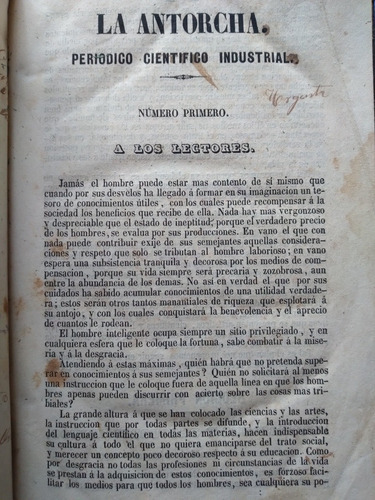 LA ANTORCHA.
PERIODICO CIENTIFICO INDUSTRIAL.
NÚMERO PRIMERO.
A LOS LECTORES.
Jamás el hombre puede estar mas contento de sí mismo que
cuando por sus desvelos ha llegado á formar en su imaginacion un te-
soro de conocimientos útiles, con los cuales puede recompensar á la
sociedad los beneficios que recibe de ella. Nada hay mas vergonzoso
y despreciable que el estado de ineptitud; porque el verdadero precio
de los hombres, se evalua por sus producciones. En vano el que con
nada puede contribuir exije de sus semejantes aquellas consideracio-
nes y respeto que solo se tributan al hombre laborioso; en vano
espera una subsistencia tranquila y decorosa por los medios de com-
pensacion, porque su vida siempre será precaria y zozobrosa, aun
entre la abundancia de los demas. No así en verdad el que por sus
cuidados ha sabido acumular conocimientos de una utilidad verdade-
ra; estos serán otros tantos manantiales de riqueza que esplotará á
su antojo, y con los cuales conquistará la benevolencia y el aprecio
de cuantos le rodean.
El hombre inteligente ocupa siempre un sitio privilegiado, y en
cualquiera esfera que le coloque la fortuna, sabe combatir á la mise-
ria y á la desgracia.
Atendiendo á estas máximas, quién habrá que no pretenda supe-
rar en conocimientos á sus semejantes? Quién no solicitará al menos
una instruccion que le coloque fuera de aquella línea en que los hom-
bres apenas pueden discurrir con acierto sobre las cosas mas tri-
biales?
La grande altura á que se han colocado las ciencias y las artes,
la instruccion que por todas partes se difunde, y la introduccion
del lenguaje científico en todas las materias, hacen indispensable
su cultura á todo el que no quiera emanciparse del trato social,
y merecer un concepto poco decoroso respecto á su educacion. Como
por desgracia no todas las profesiones ni circunstancias de la vida
se prestan á la adquisicion de estos conocimientos, es forzoso faci-
litar los medios para que todos los hombres, sea cualquiera su po-